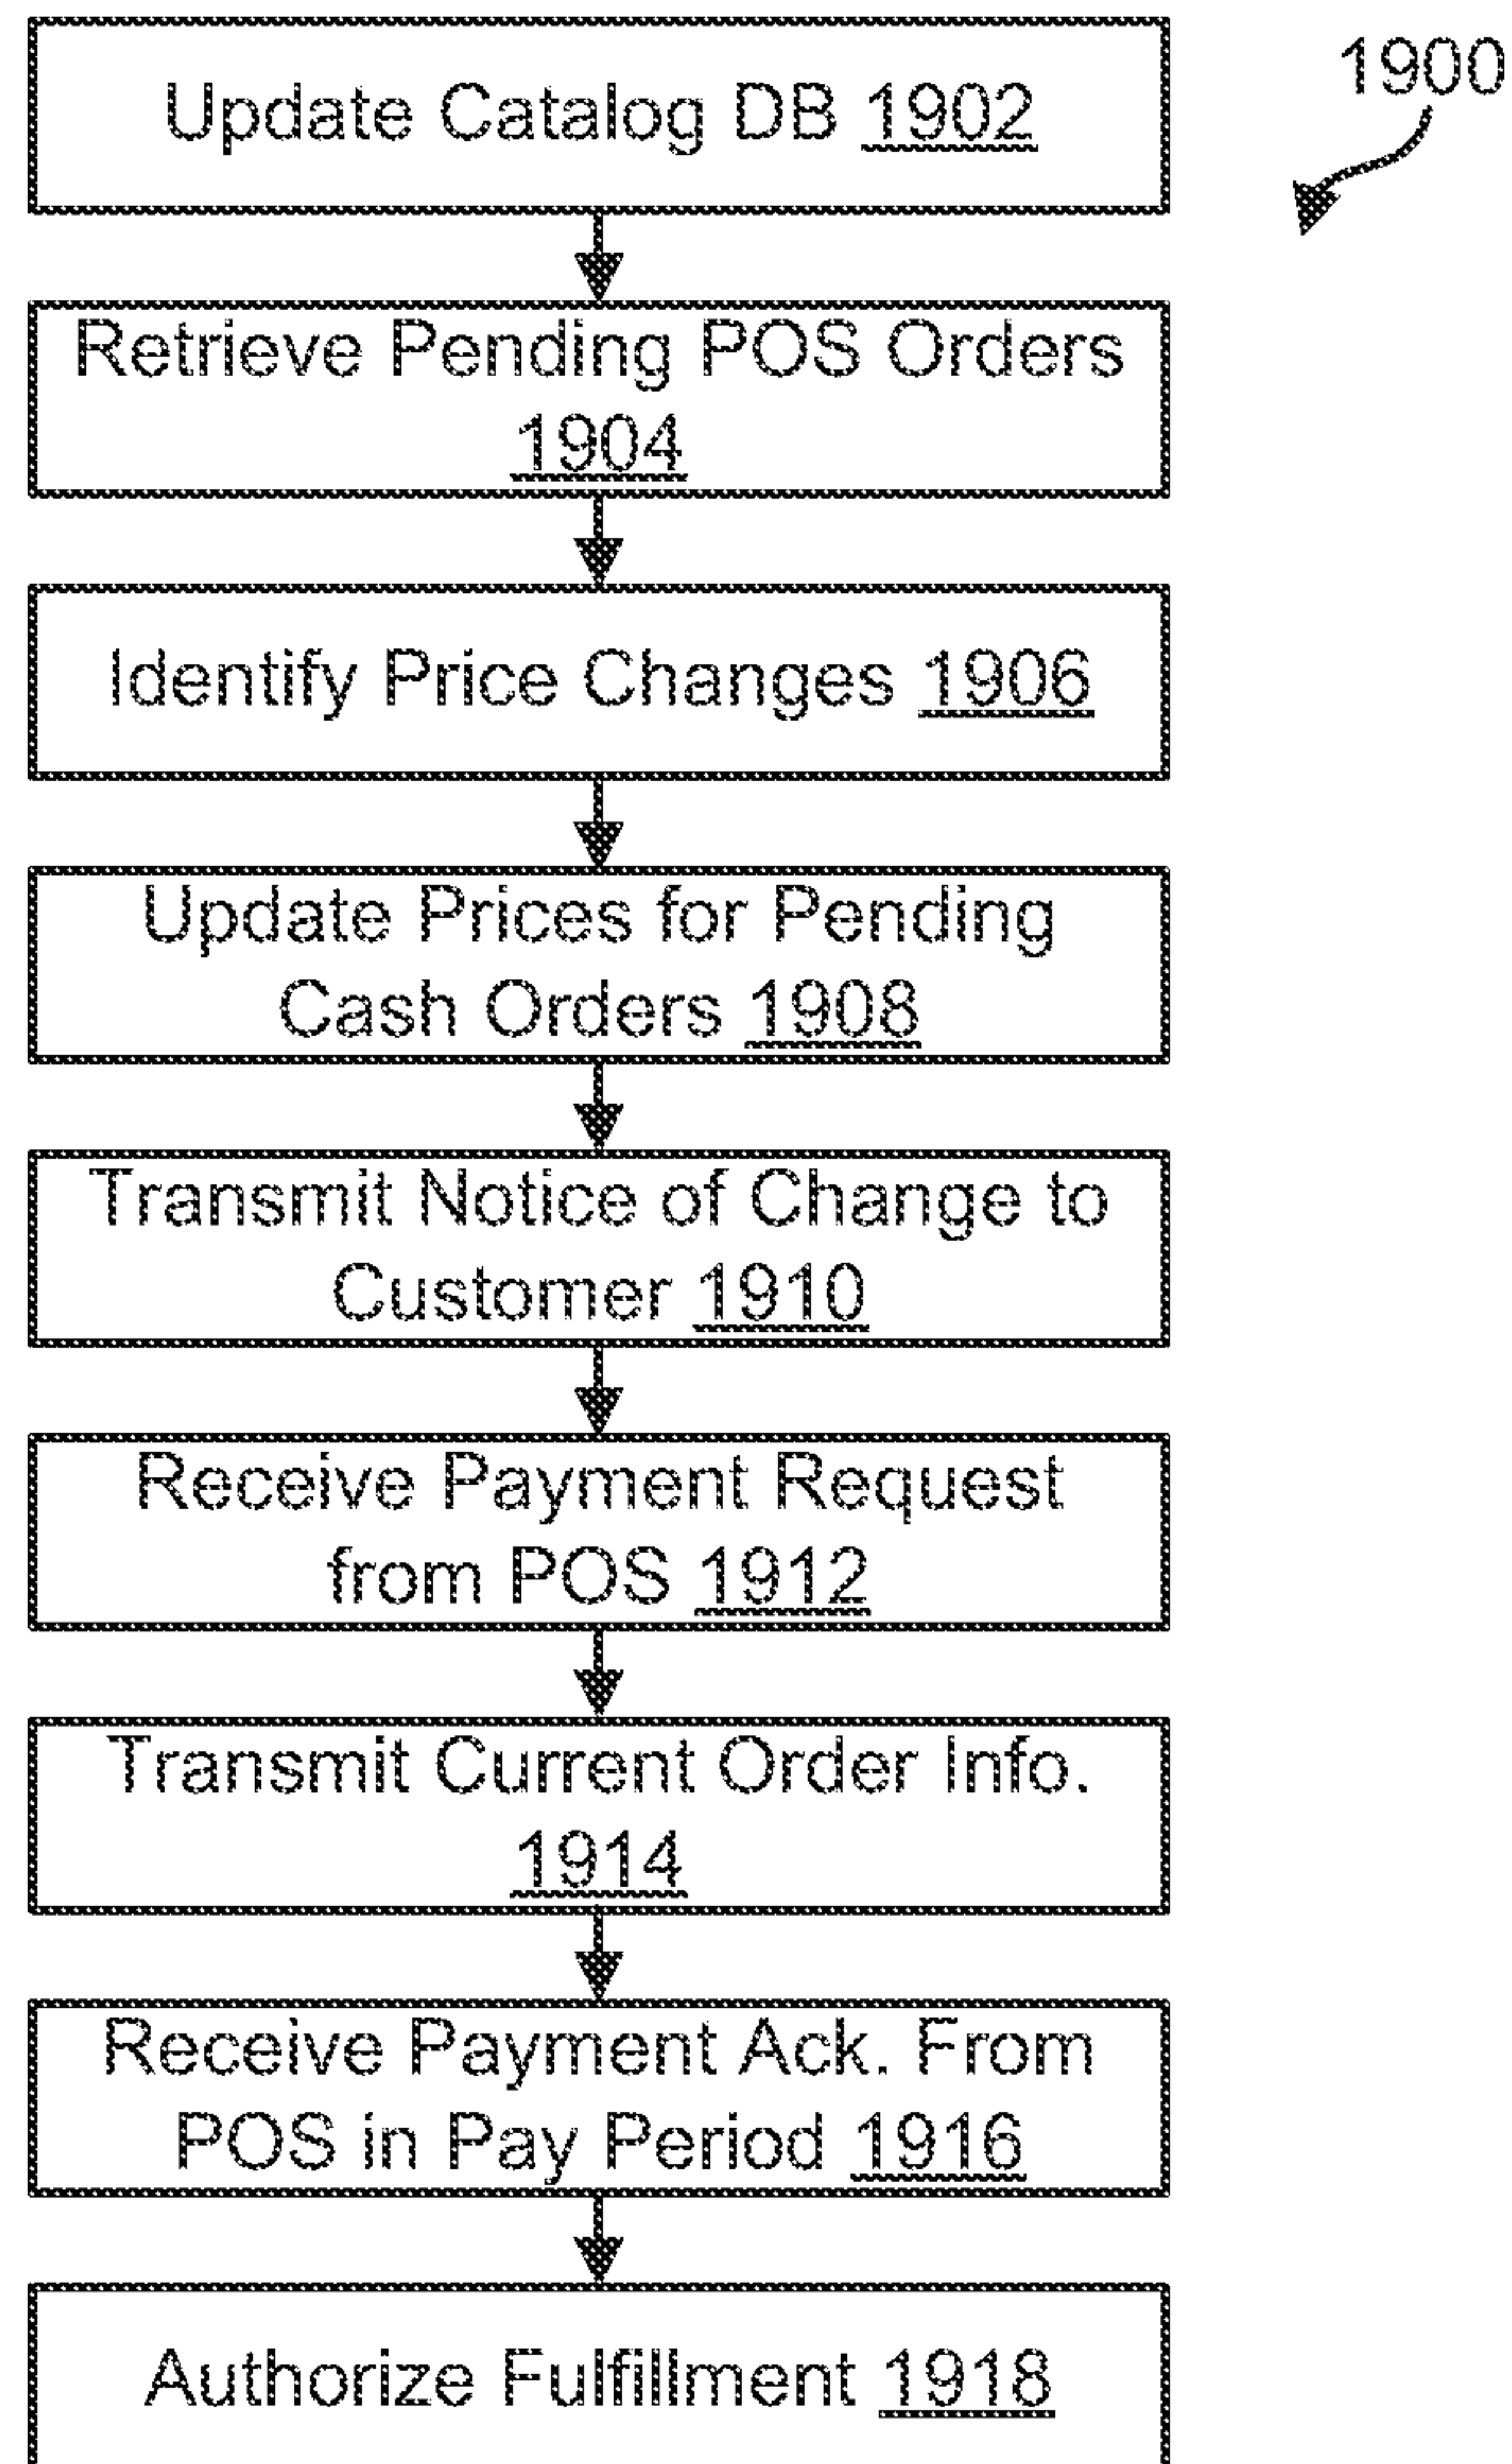 1900
Update Catalog DB 1902
Retrieve Pending POS Orders
1904
Identify Price Changes 1906
Update Prices for Pending
Cash Orders 1908
Transmit Notice of Change to
Customer 1910
Receive Payment Request
from POS 1912
Transmit Current Order Info.
1914
Receive Payment Ack. From
POS in Pay Period 1916
Authorize Fulfillment 1918